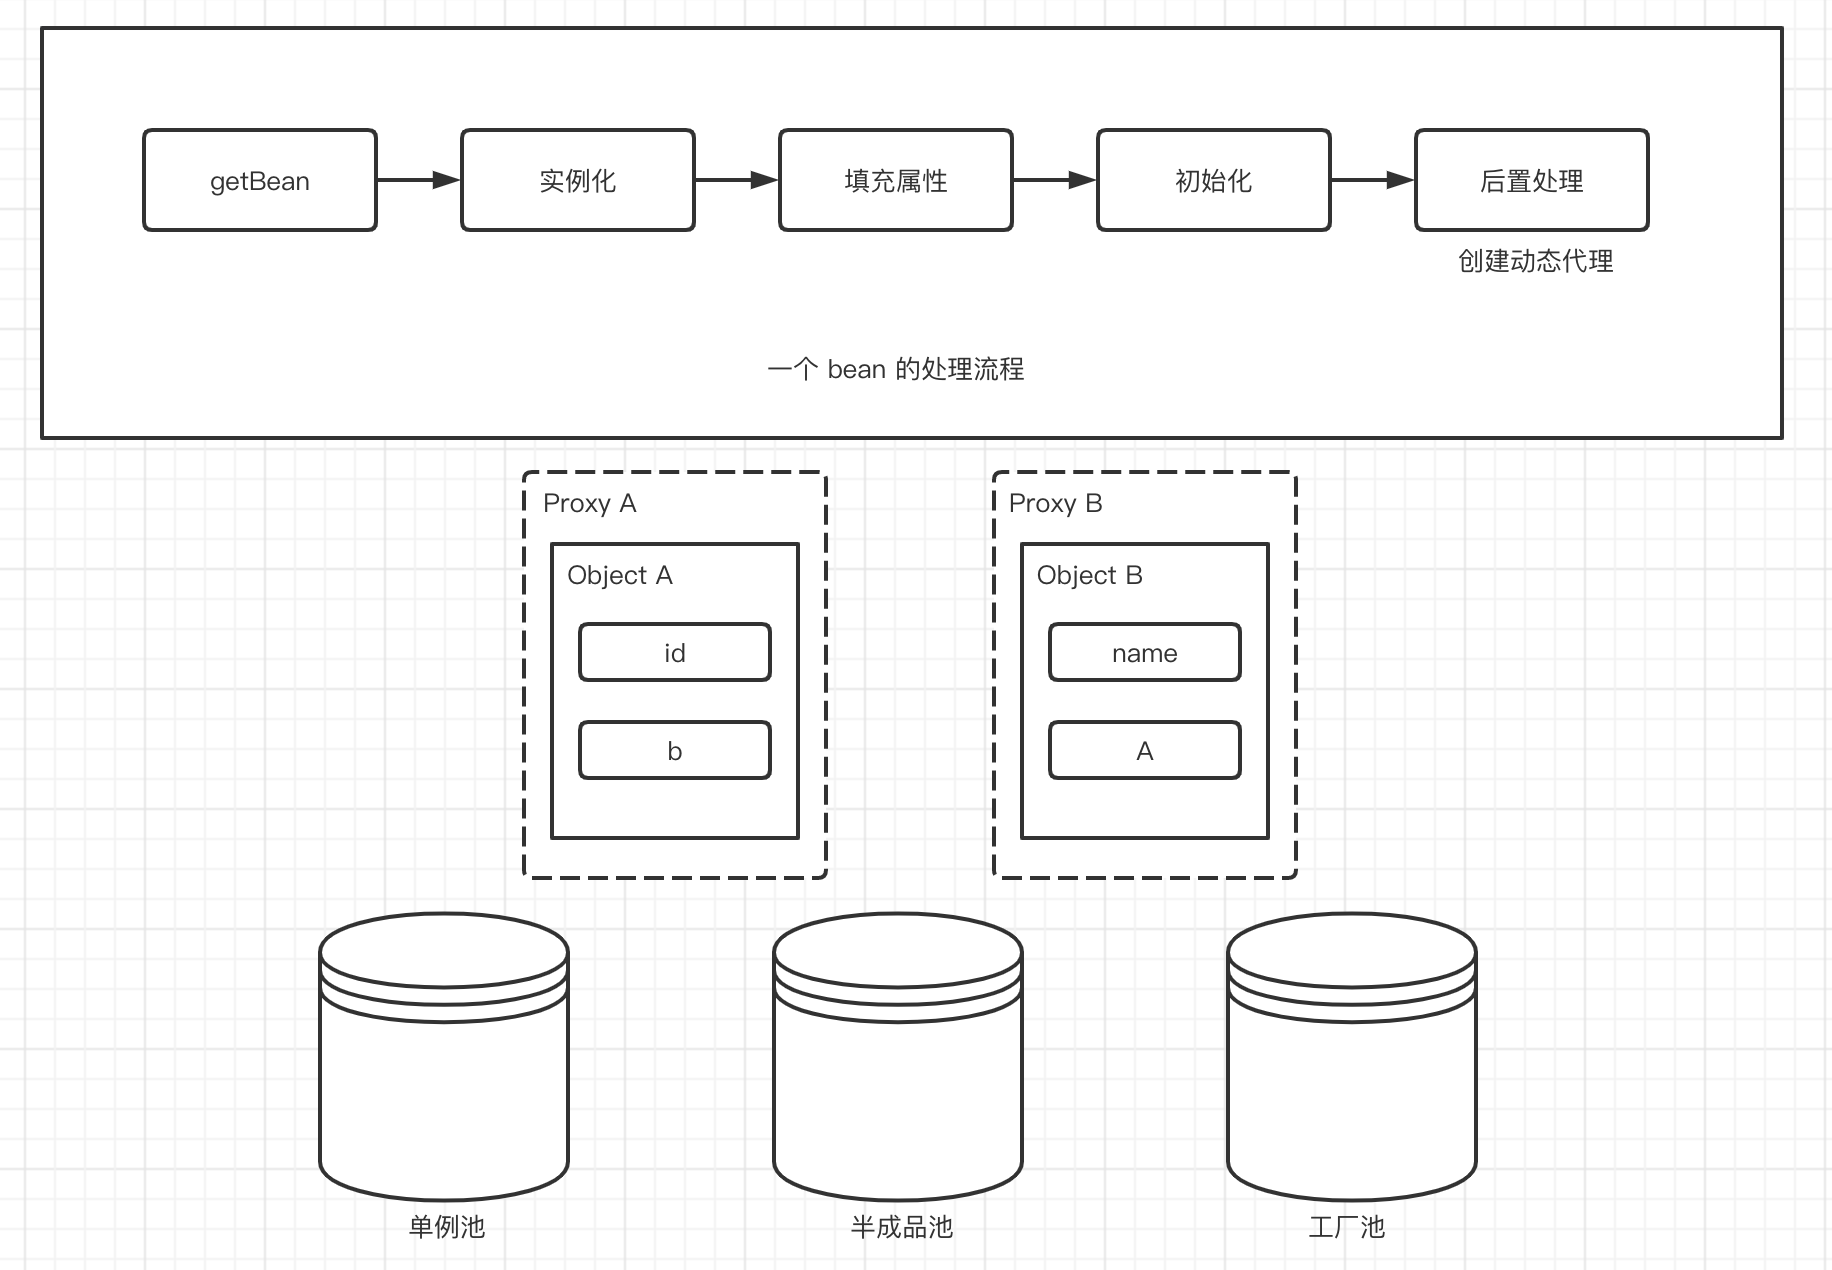 getBean
实例化
填充属性
初始化
后置处理
创建动态代理
一个 bean 的处理流程
Proxy A
Object A
id
b
Proxy B
Object B
name
A
单例池
半成品池
工厂池